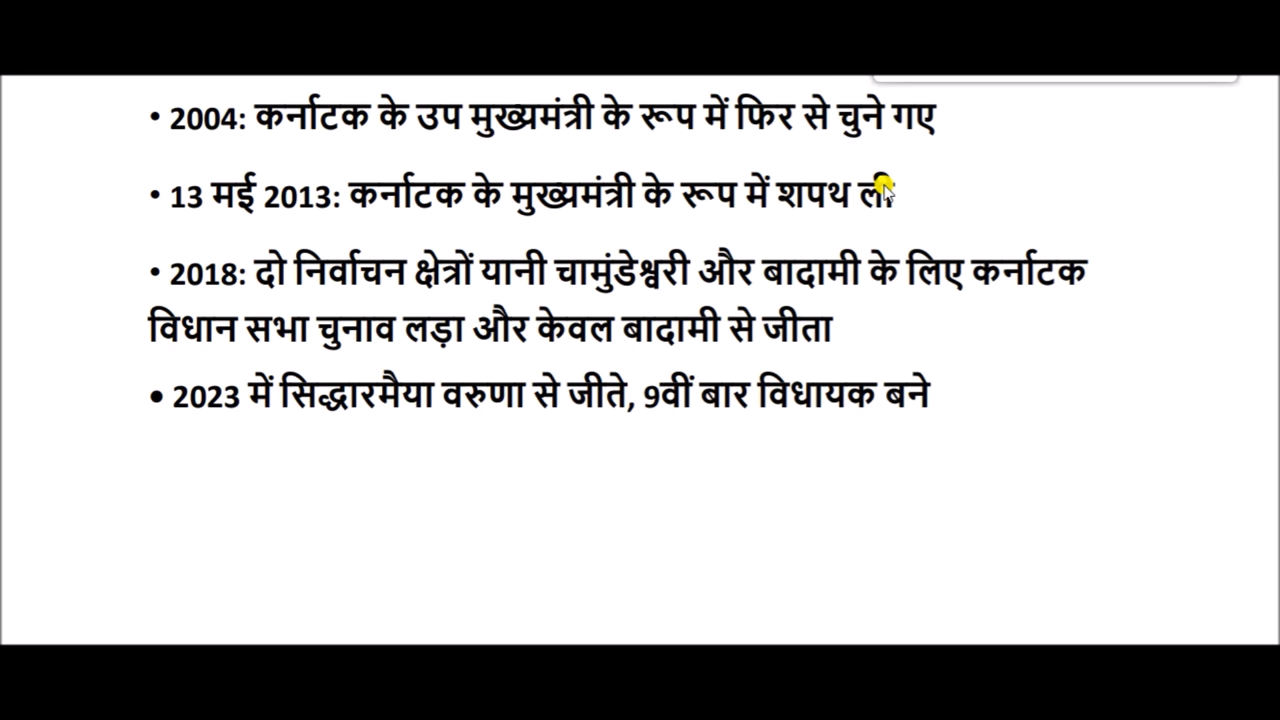 • 2004: कर्नाटक के उप मुख्यमंत्री के रूप में फिर से चुने गए
• 13 मई 2013: कर्नाटक के मुख्यमंत्री के रूप में शपथ ली
• 2018: दो निर्वाचन क्षेत्रों यानी चामुंडेश्वरी और बादामी के लिए कर्नाटक
विधान सभा चुनाव लड़ा और केवल बादामी से जीता
• 2023 में सिद्धारमैया वरुणा से जीते, 9वीं बार विधायक बने